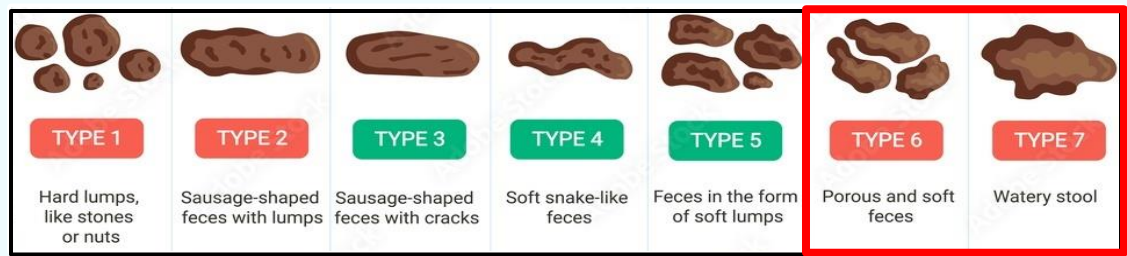 TYPE 1
TYPE 2
TYPE 3
TYPE 4
TYPE 5
TYPE 6
TYPE 7
Hard lumps,
like stones
or nuts
Sausage-shaped
feces with lumps
Sausage-shaped
feces with cracks
Soft snake-like
feces
Feces in the form
of soft lumps
Porous and soft
feces
Watery stool